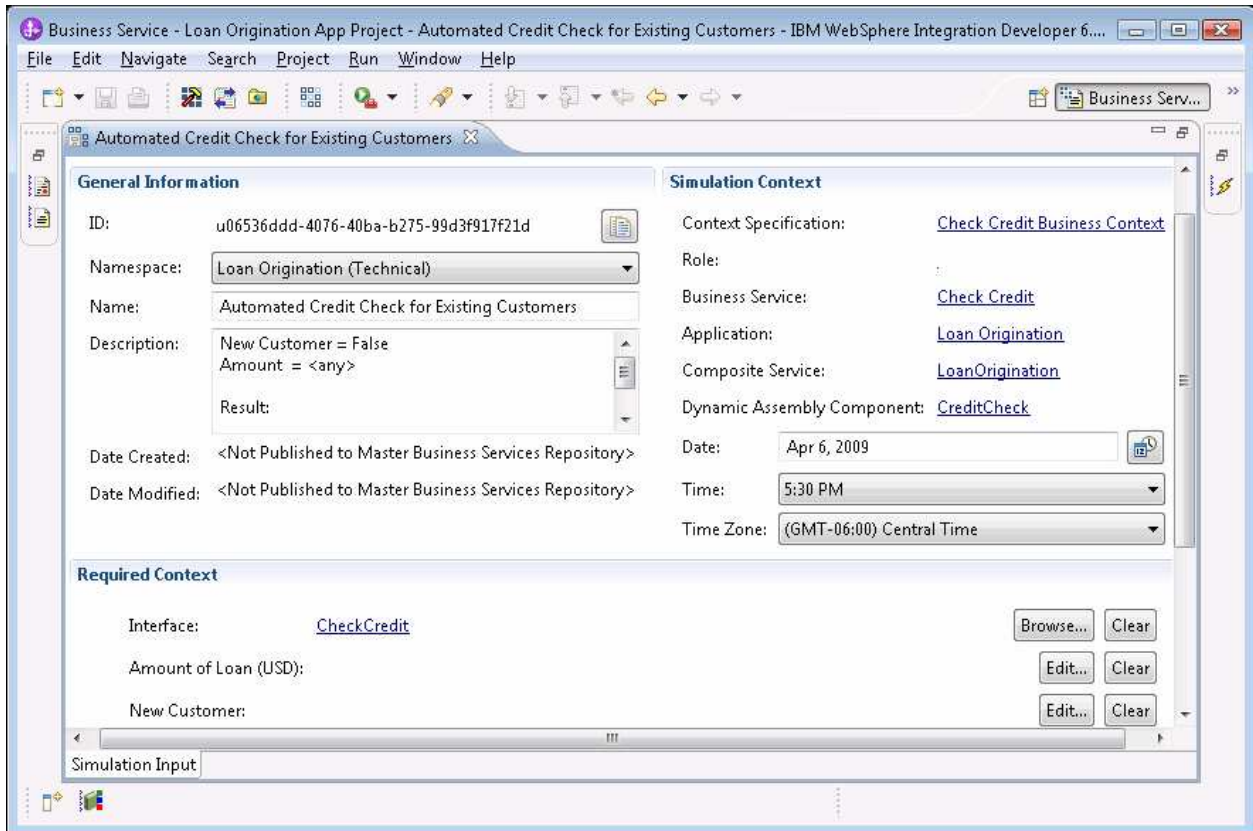 Business Service - Loan Origination App Project - Automated Credit Check for Existing Customers - IBM WebSphere Integration Developer 6....
File Edit Navigate Search Project Run Window Help
Business Serv...
Automated Credit Check for Existing Customers
General Information
ID: u06536ddd-4076-40ba-b275-99d3f917f21d
Namespace: Loan Origination (Technical)
Name: Automated Credit Check for Existing Customers
Description: New Customer = False
Amount = <any>
Result:
Date Created: <Not Published to Master Business Services Repository>
Date Modified: <Not Published to Master Business Services Repository>
Simulation Context
Context Specification: Check Credit Business Context
Role:
Business Service: Check Credit
Application: Loan Origination
Composite Service: LoanOrigination
Dynamic Assembly Component: CreditCheck
Date: Apr 6, 2009
Time: 5:30 PM
Time Zone: (GMT-06:00) Central Time
Required Context
Interface: CheckCredit Browse... Clear
Amount of Loan (USD): Edit... Clear
New Customer: Edit... Clear
Simulation Input